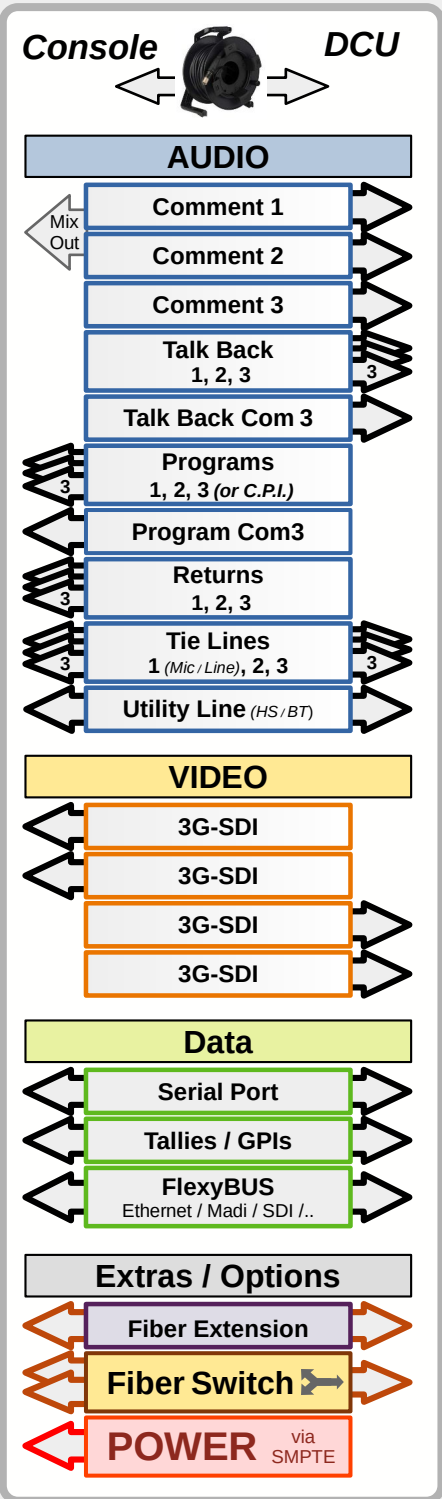 Console DCU
AUDIO
Mix
Out
Comment 1
Comment 2
Comment 3
Talk Back
1, 2, 3
3
Talk Back Com 3
Programs
3
1, 2, 3 (or C.P.I.)
Program Com3
Returns
3
1, 2, 3
Tie Lines
3
1 (Mic / Line), 2, 3
3
Utility Line (HS / BT)
VIDEO
3G-SDI
3G-SDI
3G-SDI
3G-SDI
Data
Serial Port
Tallies / GPIs
FlexyBUS
Ethernet / Madi / SDI /..
Extras / Options
Fiber Extension
Fiber Switch
POWER via
SMPTE